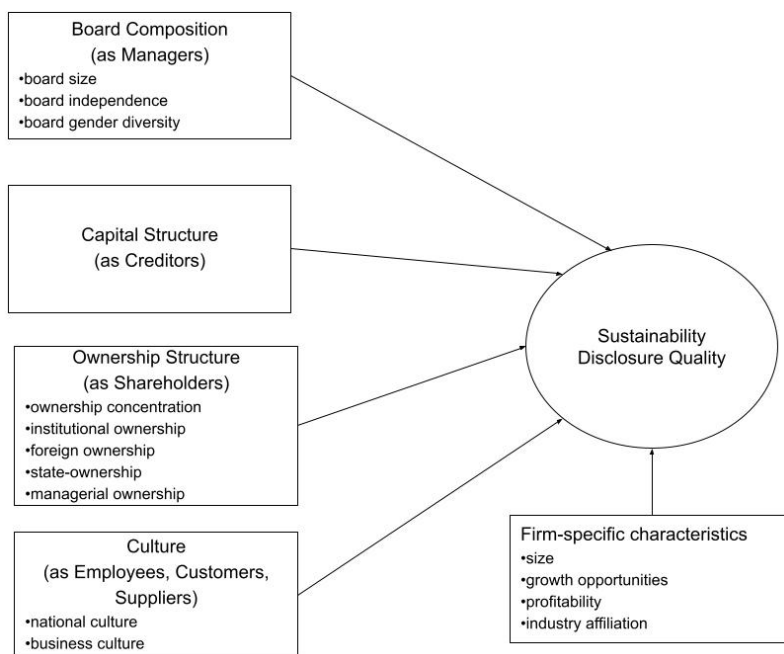 Board Composition
(as Managers)
•board size
•board independence
•board gender diversity
Capital Structure
(as Creditors)
Ownership Structure
(as Shareholders)
•ownership concentration
•institutional ownership
•foreign ownership
•state-ownership
•managerial ownership
Culture
(as Employees, Customers,
Suppliers)
•national culture
•business culture
Sustainability
Disclosure Quality
Firm-specific characteristics
•size
•growth opportunities
•profitability
•industry affiliation